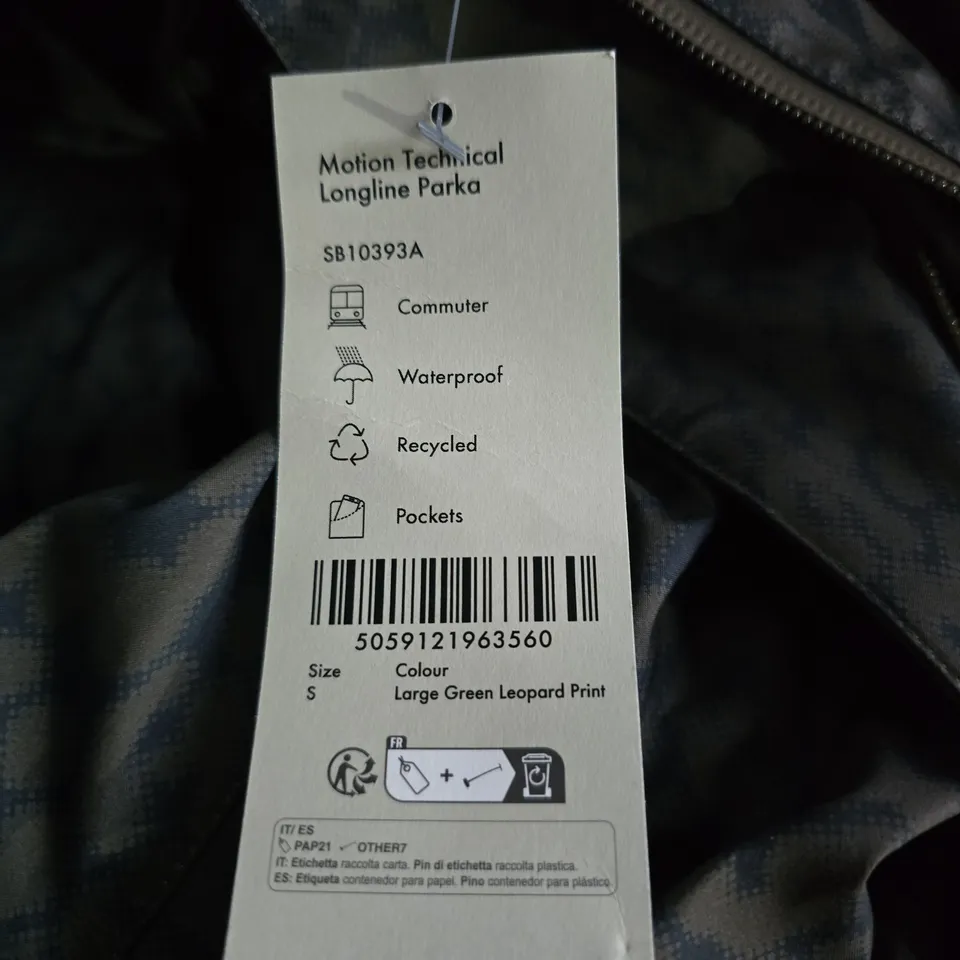 Motion Technical
Longline Parka
SB10393A
Commuter
Waterproof
Recycled
Pockets
5059121963560
Size Colour
S Large Green Leopard Print
FR
+
IT/ ES
PAP21 OTHER7
IT: Etichetta raccolta carta. Pin di etichetta raccolta plastica.
ES: Etiqueta contenedor para papel. Pino contenedor para plástico.